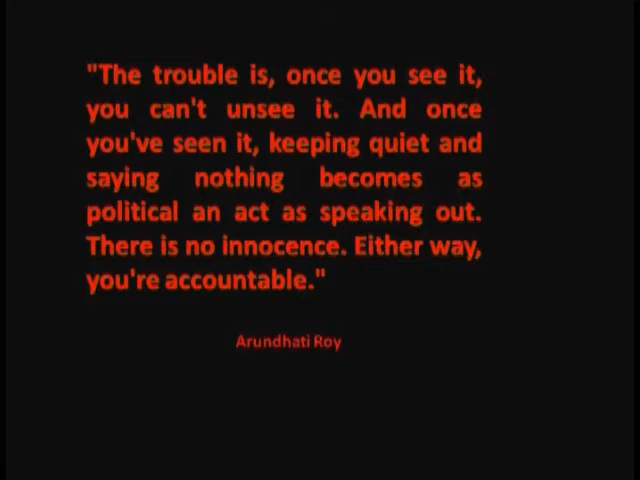 "The trouble is, once you see it,
you can't unsee it. And once
you've seen it, keeping quiet and
saying nothing becomes as
political an act as speaking out.
There is no innocence. Either way,
you're accountable."
Arundhati Roy